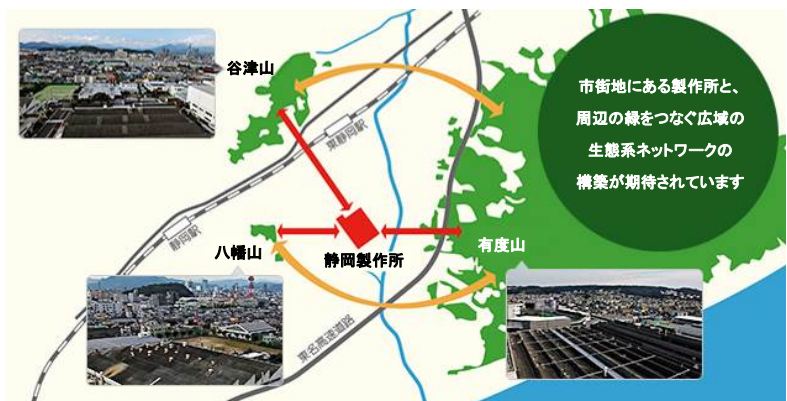 谷津山
市街地にある製作所と、
周辺の緑をつなぐ広域の
生態系ネットワークの
構築が期待されています
東静岡駅
静岡駅
八幡山
静岡製作所
有度山
東名高速道路